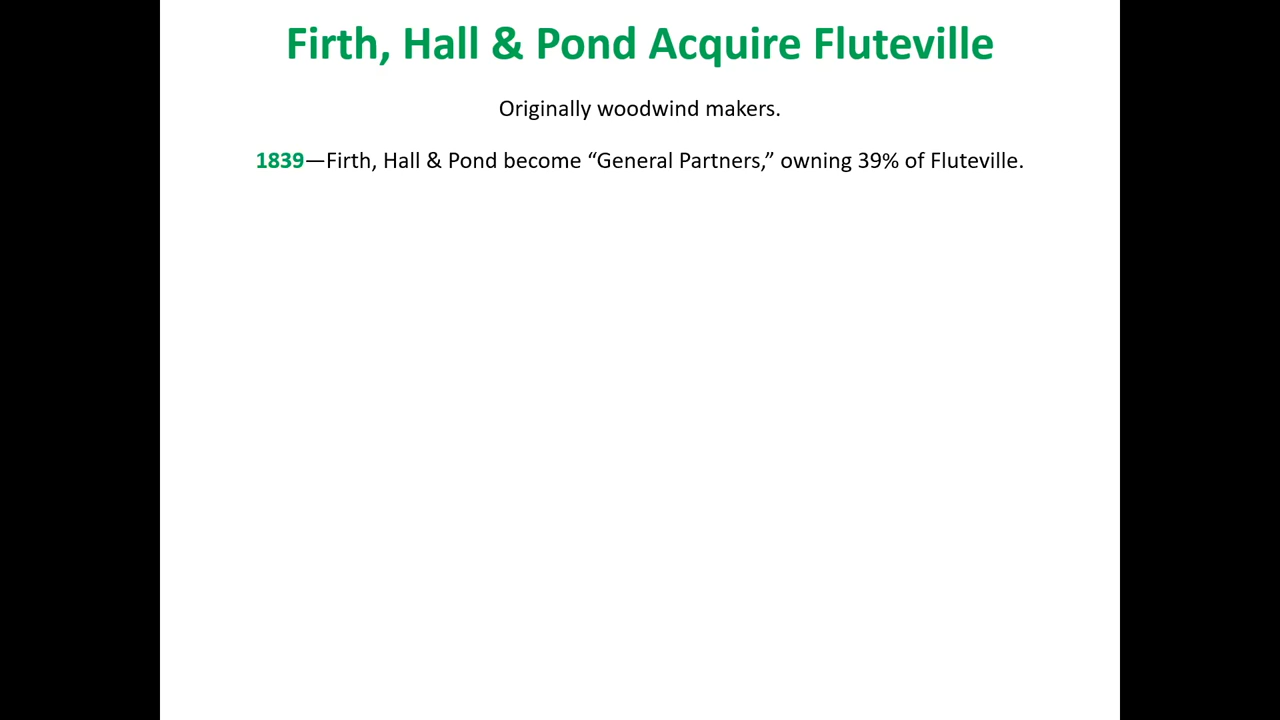 Firth, Hall & Pond Acquire Fluteville
Originally woodwind makers.
1839—Firth, Hall & Pond become “General Partners,” owning 39% of Fluteville.